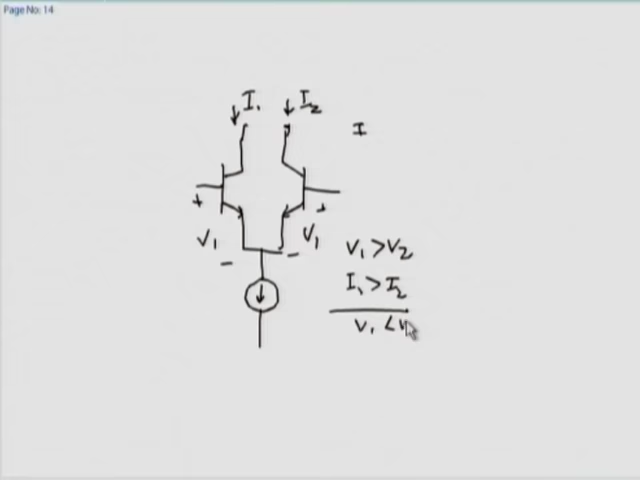 Page No: 14
I₁ I₂
I
+ +
V₁ V₁
- -
V₁ > V₂
I₁ > I₂
V₁ < V